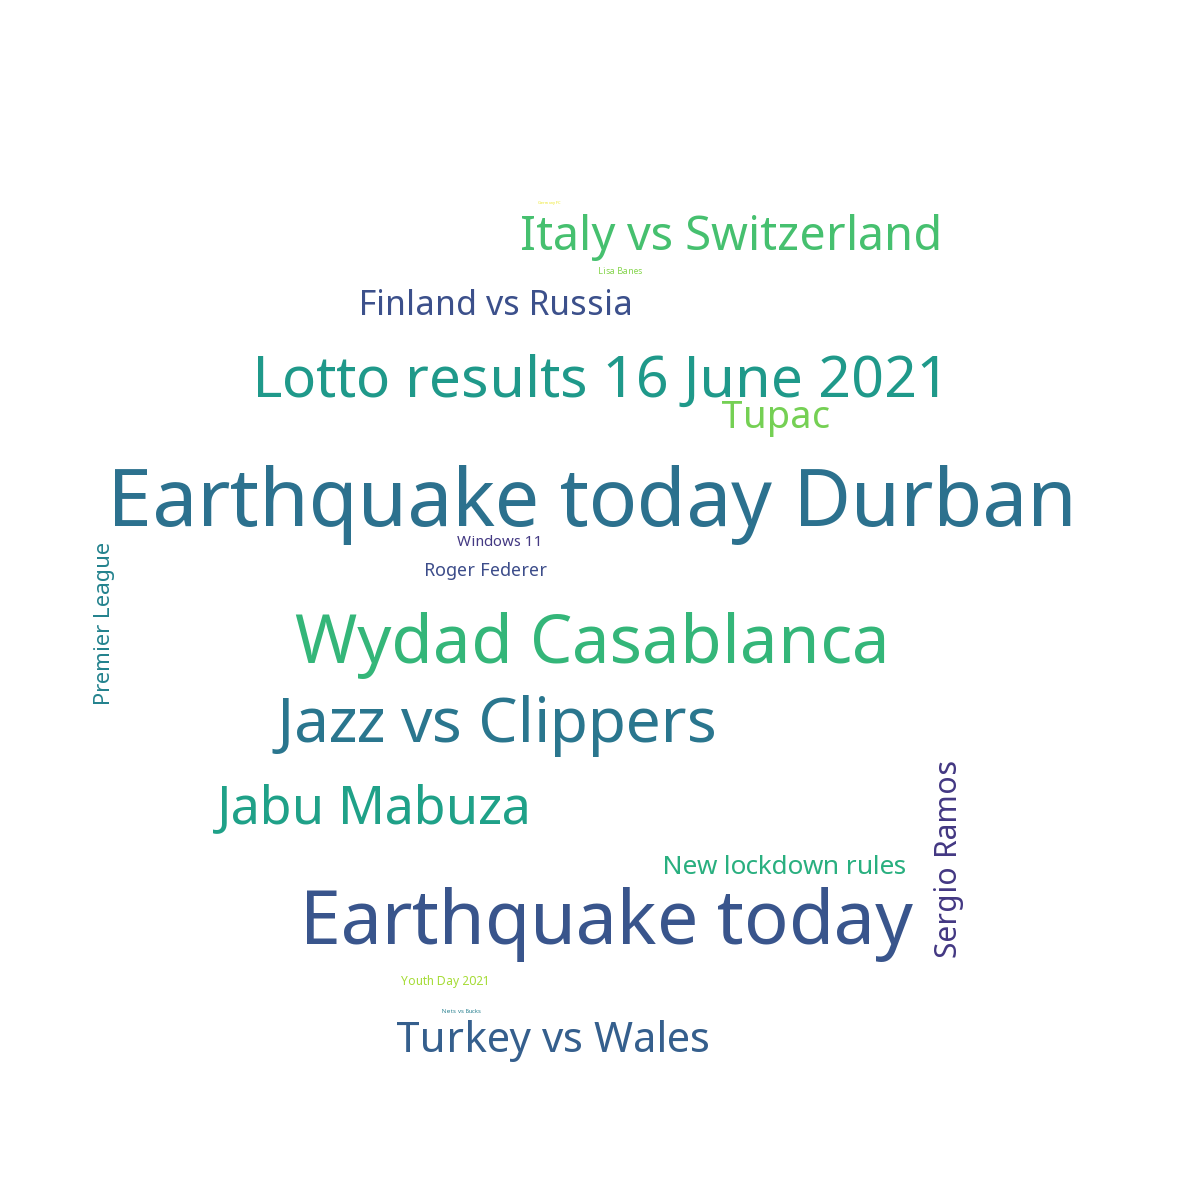 Italy vs Switzerland
Lisa Banes
Finland vs Russia
Lotto results 16 June 2021
Tupac
Earthquake today Durban
Windows 11
Premier League
Roger Federer
Wydad Casablanca
Jazz vs Clippers
Jabu Mabuza
Sergio Ramos
New lockdown rules
Earthquake today
Youth Day 2021
Nets vs Bucks
Turkey vs Wales